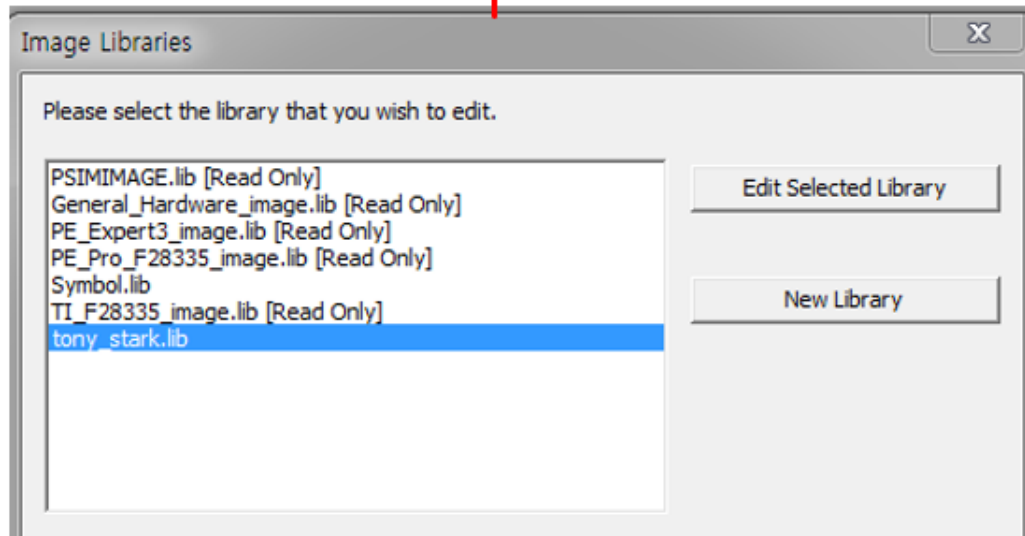 Image Libraries
Please select the library that you wish to edit.
PSIMIMAGE.lib [Read Only]
General_Hardware_image.lib [Read Only]
PE_Expert3_image.lib [Read Only]
PE_Pro_F28335_image.lib [Read Only]
Symbol.lib
TI_F28335_image.lib [Read Only]
tony_stark.lib
Edit Selected Library
New Library